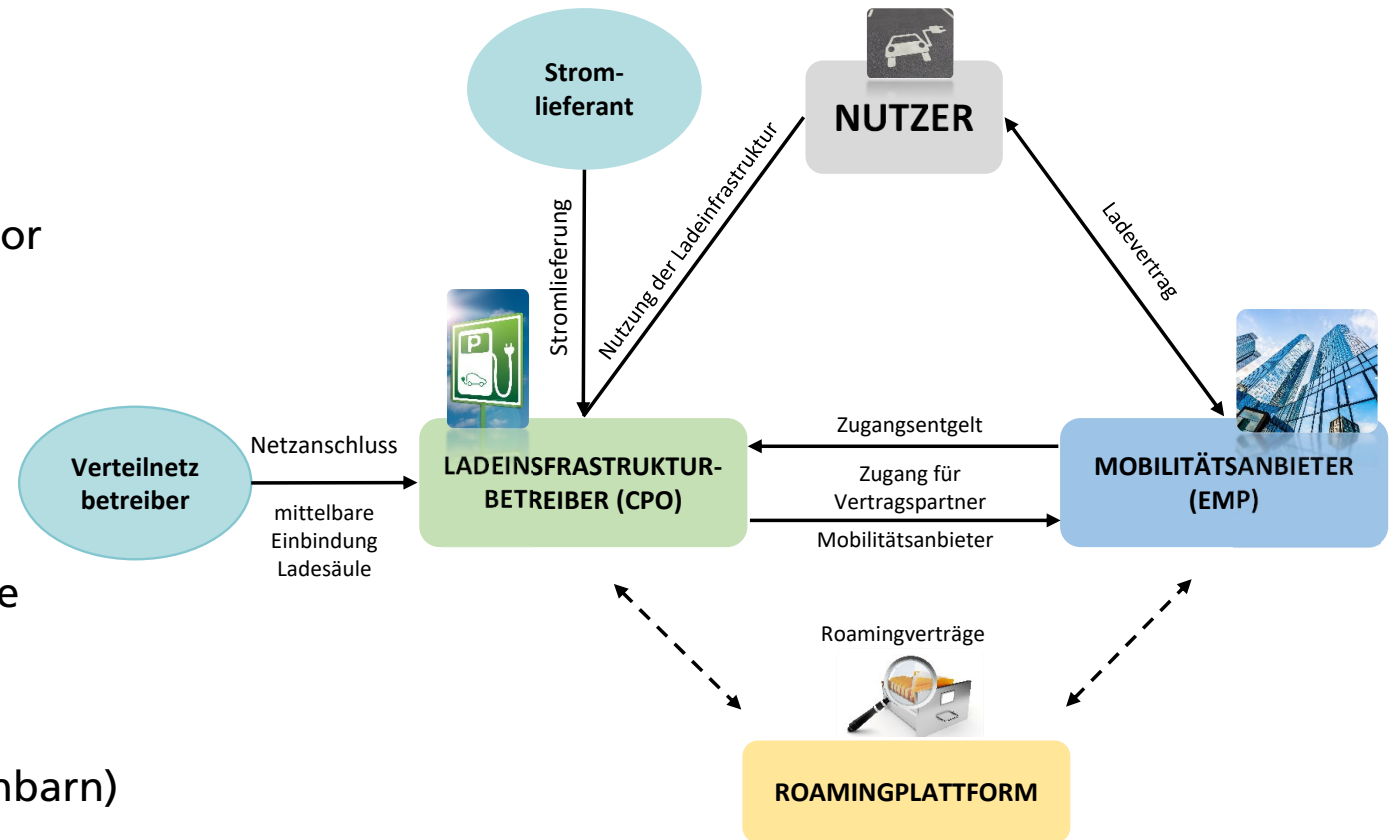 Strom-
lieferant
NUTZER
or
Stromlieferung
Nutzung der Ladeinfrastruktur
Ladevertrag
P
Verteilnetz
betreiber
Netzanschluss
mittelbare
Einbindung
Ladesäule
LADEINSFRASTRUKTUR-
BETREIBER (CPO)
Zugangsentgelt
Zugang für
Vertragspartner
Mobilitätsanbieter
MOBILITÄTSANBIETER
(EMP)
e
Roamingverträge
nbarn)
ROAMINGPLATTFORM